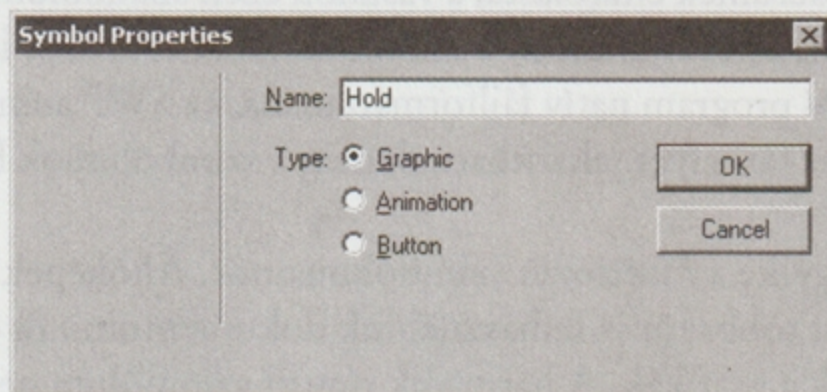 Symbol Properties
Name: Hold
Type: Graphic
Animation
Button
OK
Cancel